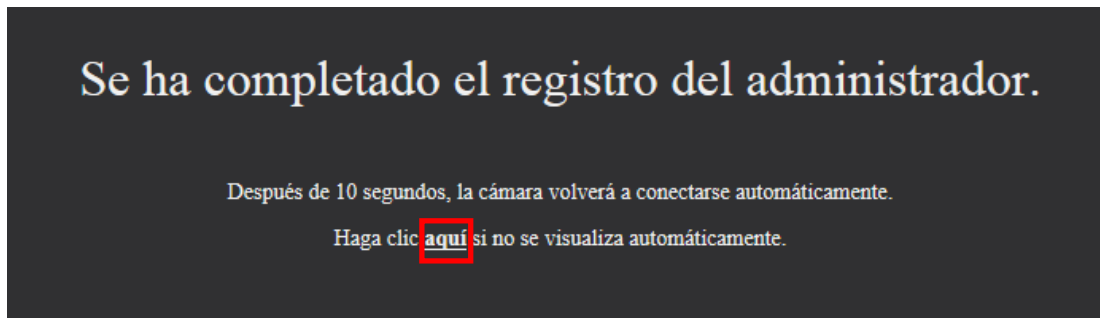 Se ha completado el registro del administrador.
Después de 10 segundos, la cámara volverá a conectarse automáticamente.
Haga clic aquí si no se visualiza automáticamente.